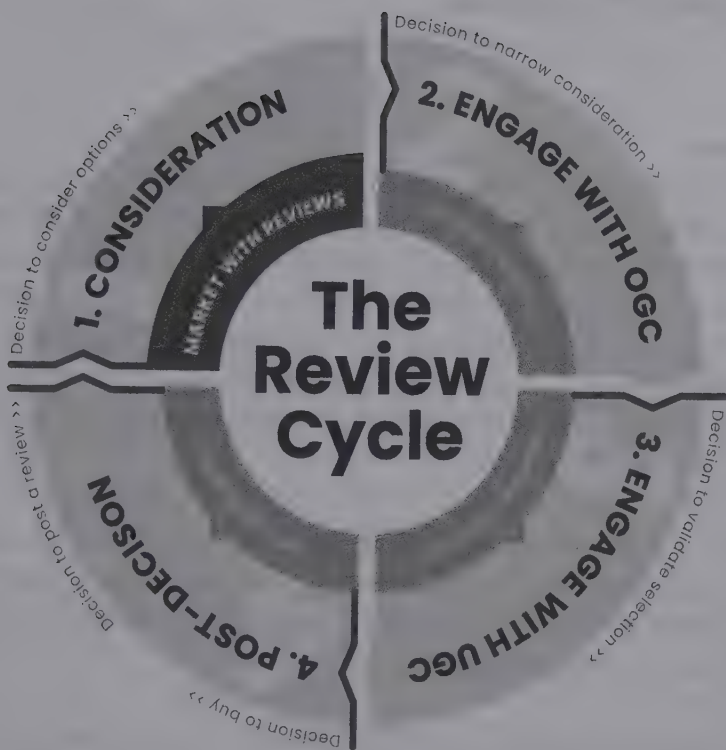 Decision to consider options >>
1. CONSIDERATION
MARKET WITH REVIEWS
Decision to narrow consideration >>
2. ENGAGE WITH OGC
The
Review
Cycle
Decision to validate selection >>
3. ENGAGE WITH UGC
Decision to buy >>
4. POST-DECISON
Decision to post a review >>